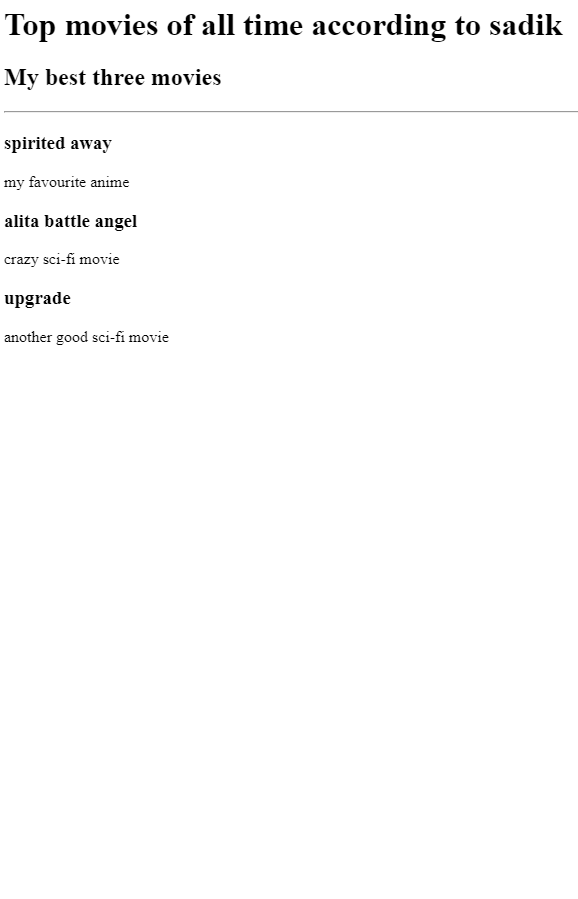 Top movies of all time according to sadik
My best three movies
spirited away
my favourite anime
alita battle angel
crazy sci-fi movie
upgrade
another good sci-fi movie